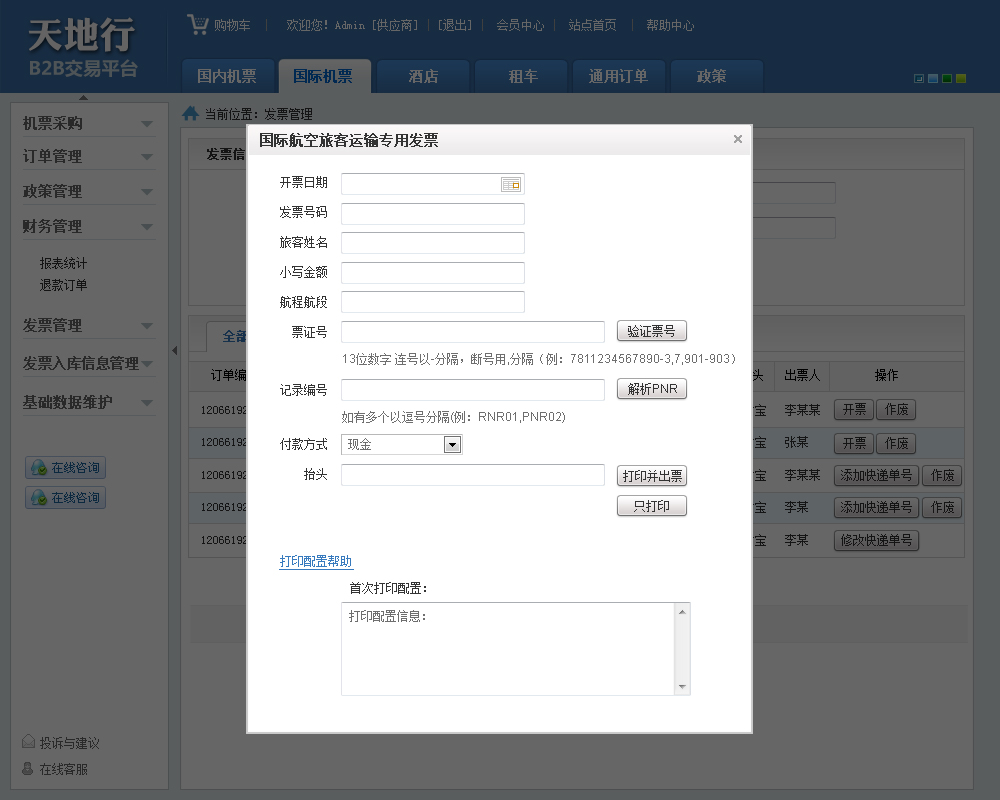 天地行
B2B交易平台
购物车
欢迎您！Admin [供应商]
[退出]
会员中心
站点首页
帮助中心
国内机票
国际机票
酒店
租车
通用订单
政策
机票采购
订单管理
政策管理
财务管理
报表统计
退款订单
发票管理
发票入库信息管理
基础数据维护
在线咨询
在线咨询
投诉与建议
在线客服
当前位置：发票管理
发票信
全部
国际航空旅客运输专用发票
×
开票日期
发票号码
旅客姓名
小写金额
航程航段
票证号
验证票号
13位数字 连号以-分隔，断号用,分隔（例：7811234567890-3,7,901-903）
记录编号
解析PNR
如有多个以逗号分隔(例：RNR01,PNR02)
付款方式
现金
抬头
打印并出票
只打印
打印配置帮助
首次打印配置：
打印配置信息：
订单编 头 出票人 操作
12066192 宝 李某某 开票 作废
12066192 宝 张某 开票 作废
12066192 宝 李某某 添加快递单号 作废
12066192 宝 李某 添加快递单号 作废
12066192 宝 李某 修改快递单号